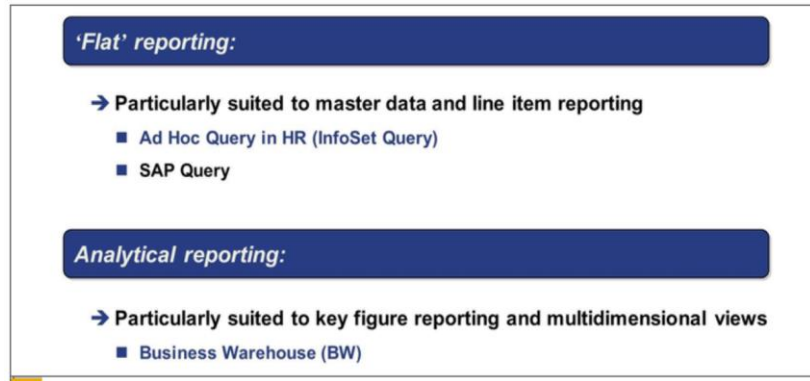 ‘Flat’ reporting:
➔ Particularly suited to master data and line item reporting
■ Ad Hoc Query in HR (InfoSet Query)
■ SAP Query
Analytical reporting:
➔ Particularly suited to key figure reporting and multidimensional views
■ Business Warehouse (BW)